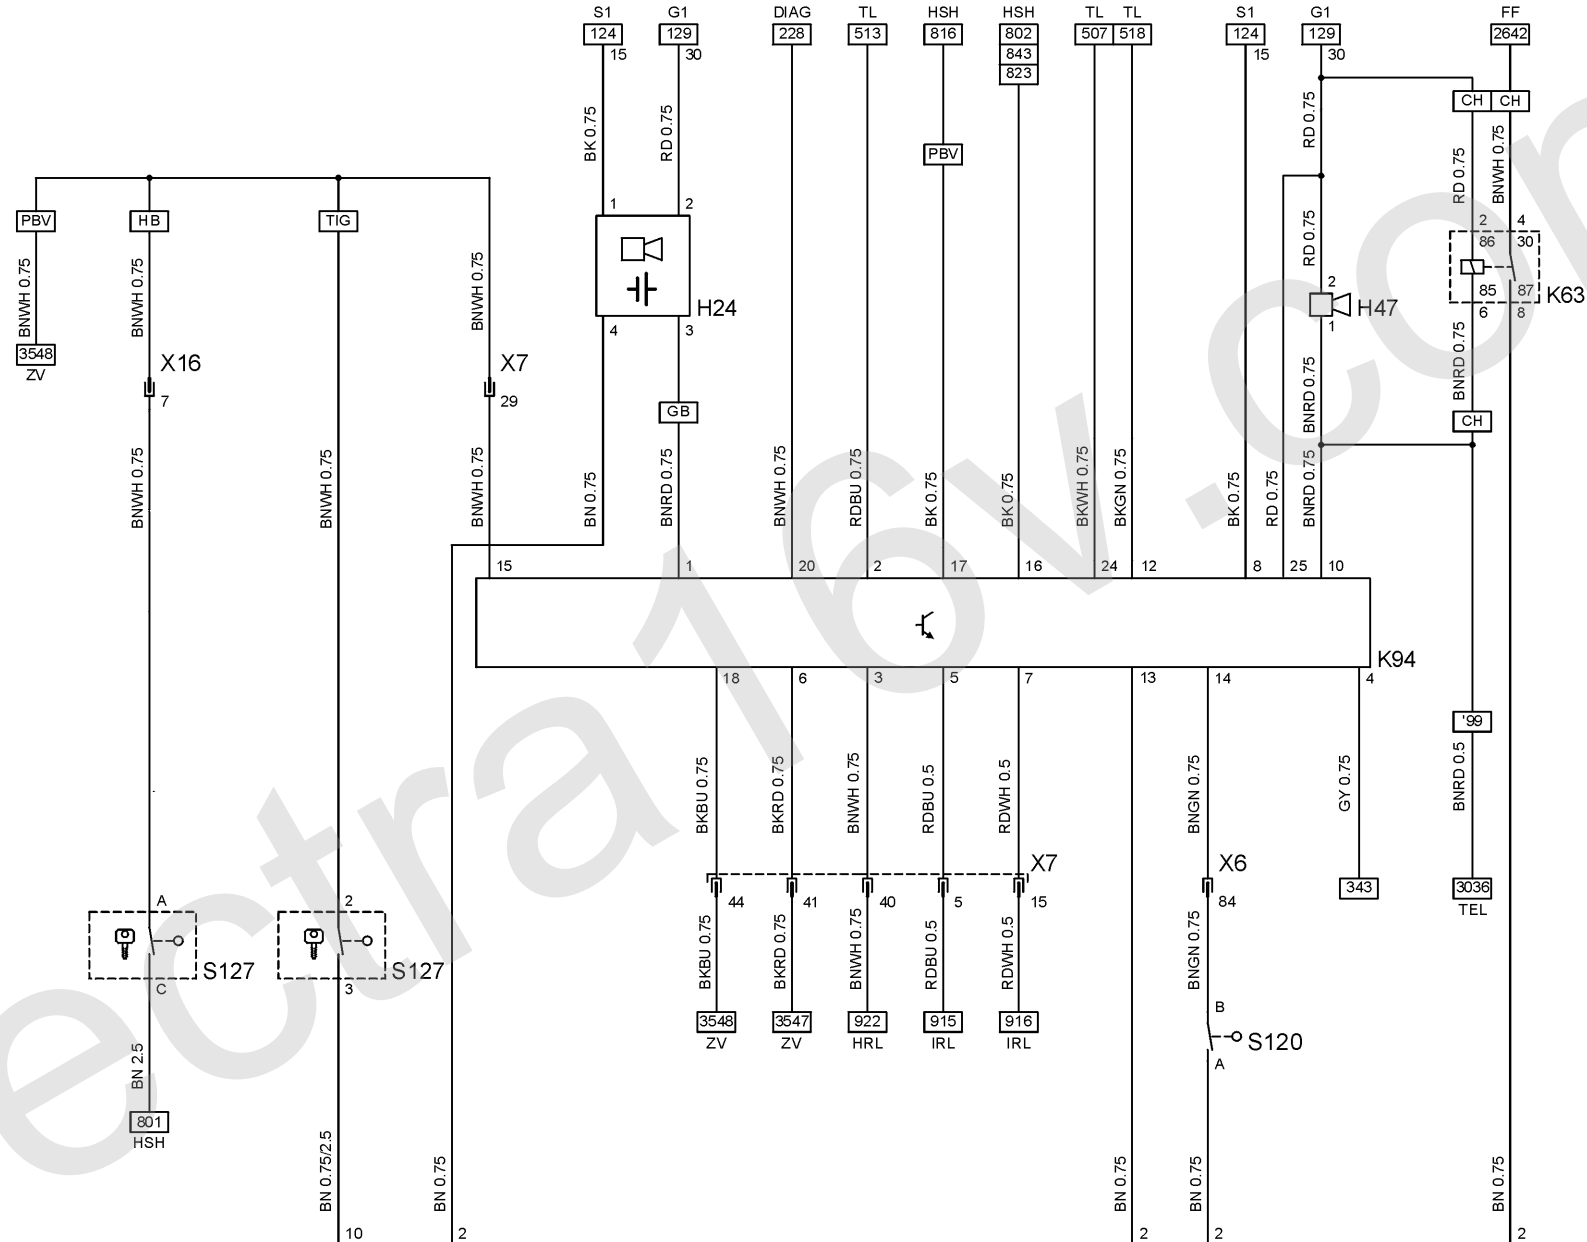 S1 G1 DIAG TL HSH HSH TL TL S1 G1 FF
124 129 228 513 816 802 507 518 124 129 2642
15 30 843 15 30
823
CH CH
BK 0.75 RD 0.75 RD 0.75 RD 0.75 BNWH 0.75
PBV
1 2
PBV HB TIG 2 4
86 30
RD 0.75
BNWH 0.75 BNWH 0.75 BNWH 0.75
2 85 87
K63
H24 H47
4 3 1 6 8
3548
ZV
X16 X7
7 29
BNRD 0.75 BNRD 0.75
GB CH
BNWH 0.75 BNWH 0.75 BNWH 0.75 BN 0.75 BNRD 0.75 BNWH 0.75 RDBU 0.75 BK 0.75 BK 0.75 BKWH 0.75 BKGN 0.75 BK 0.75 RD 0.75 BNRD 0.75
15 1 20 2 17 16 24 12 8 25 10
K94
18 6 3 5 7 13 14 4
'99
BKBU 0.75 BKRD 0.75 BNWH 0.75 RDBU 0.5 RDWH 0.5 BNGN 0.75 GY 0.75 BNRD 0.5
X7 X6
44 41 40 5 15 84
343 3036
TEL
A 2
S127 S127
C 3
BKBU 0.75 BKRD 0.75 BNWH 0.75 RDBU 0.5 RDWH 0.5 BNGN 0.75
B
3548 3547 922 915 916
ZV ZV HRL IRL IRL
S120
A
BN 2.5
801
HSH
BN 0.75/2.5 BN 0.75 BN 0.75 BN 0.75 BN 0.75
10 2 2 2 2
ectra16v.com